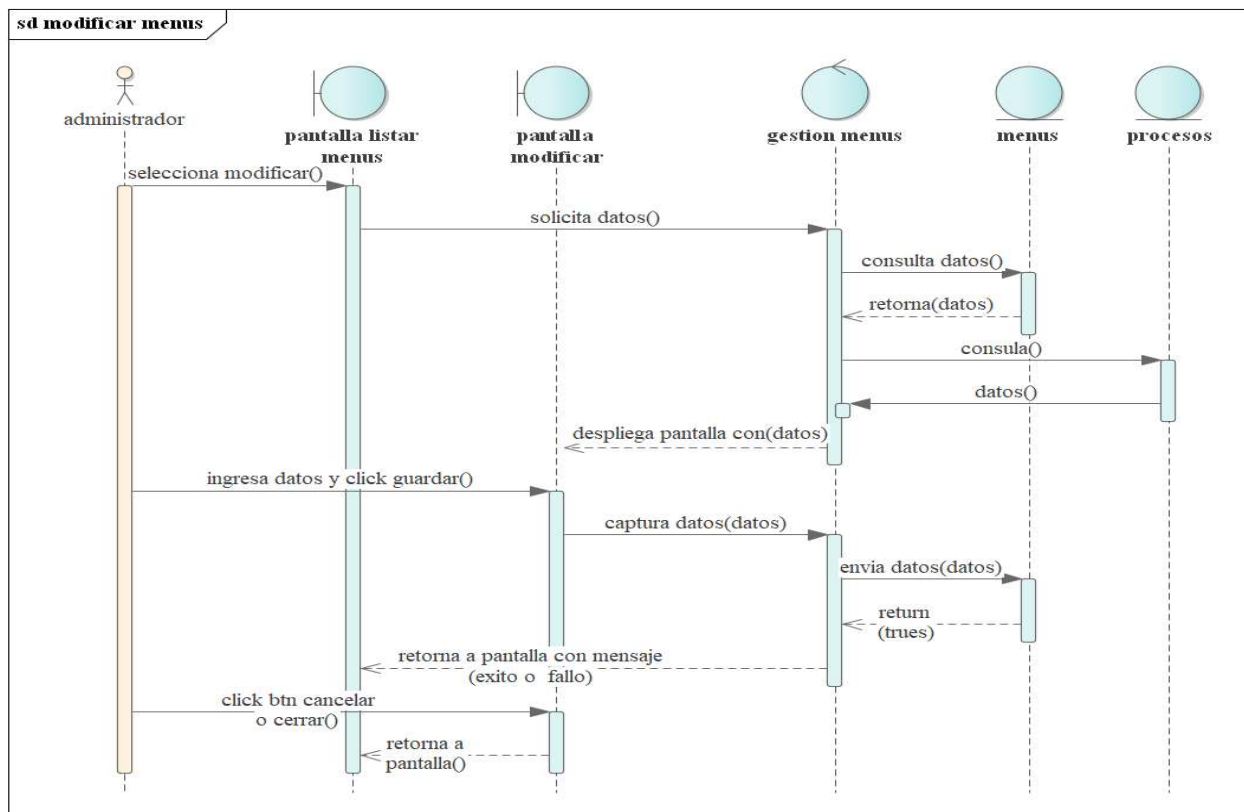 sd modificar menus
administrador
pantalla listar
menus
pantalla
modificar
gestion menus
menus
procesos
selecciona modificar()
solicita datos()
consulta datos()
retorna(datos)
consula()
datos()
despliega pantalla con(datos)
ingresa datos y click guardar()
captura datos(datos)
envia datos(datos)
return
(trues)
retorna a pantalla con mensaje
(exito o fallo)
click btn cancelar
o cerrar()
retorna a
pantalla()